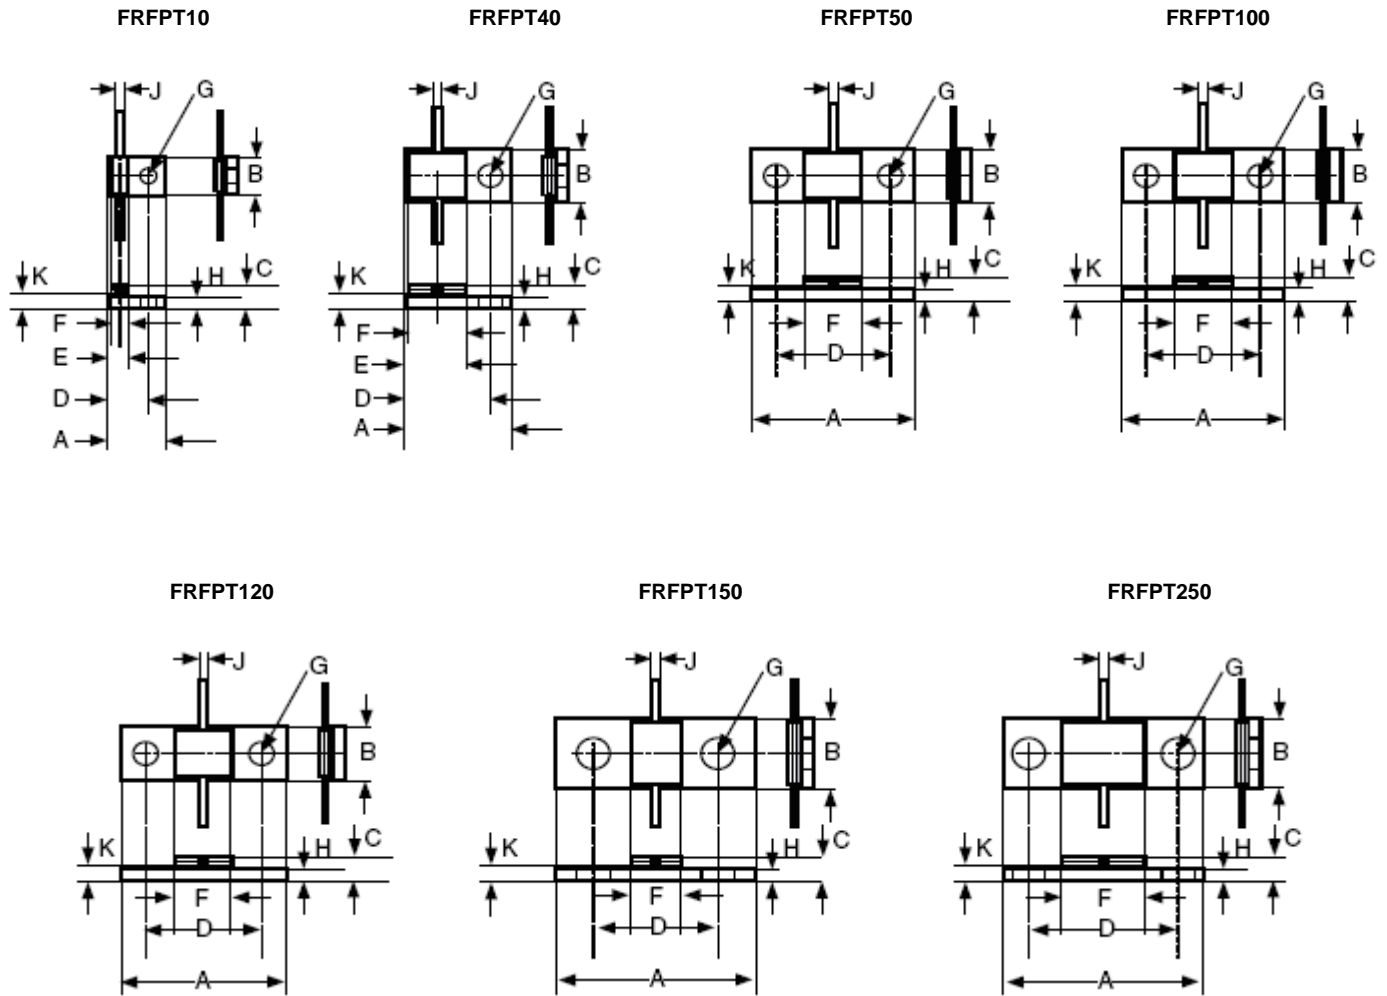 FRFPT10 FRFPT40 FRFPT50 FRFPT100
J G J G J G J G
B B B B
K H C K H C K H C K H C
F F F F
E E D D
D D A A
A A
FRFPT120 FRFPT150 FRFPT250
J G J G J G
B B B
K H C K H C K H C
F F F
D D D
A A A